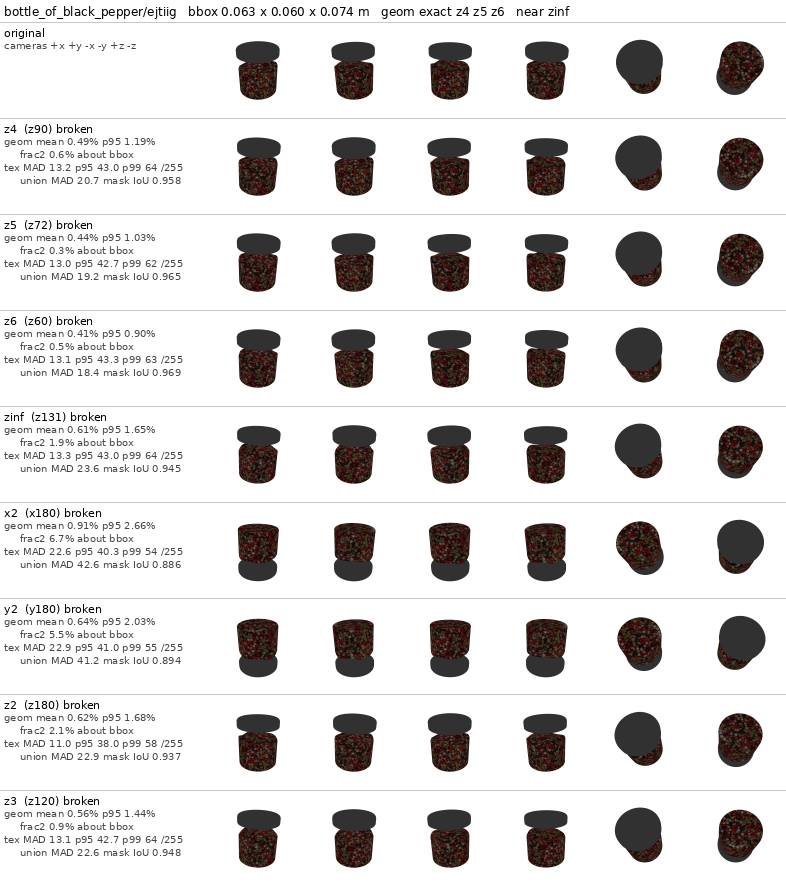 bottle_of_black_pepper/ejtiig   bbox 0.063 x 0.060 x 0.074 m   geom exact z4 z5 z6   near zinf
original
cameras +x +y -x -y +z -z
z4  (z90) broken
geom mean 0.49% p95 1.19%
frac2 0.6% about bbox
tex MAD 13.2 p95 43.0 p99 64 /255
union MAD 20.7 mask IoU 0.958
z5  (z72) broken
geom mean 0.44% p95 1.03%
frac2 0.3% about bbox
tex MAD 13.0 p95 42.7 p99 62 /255
union MAD 19.2 mask IoU 0.965
z6  (z60) broken
geom mean 0.41% p95 0.90%
frac2 0.5% about bbox
tex MAD 13.1 p95 43.3 p99 63 /255
union MAD 18.4 mask IoU 0.969
zinf  (z131) broken
geom mean 0.61% p95 1.65%
frac2 1.9% about bbox
tex MAD 13.3 p95 43.0 p99 64 /255
union MAD 23.6 mask IoU 0.945
x2  (x180) broken
geom mean 0.91% p95 2.66%
frac2 6.7% about bbox
tex MAD 22.6 p95 40.3 p99 54 /255
union MAD 42.6 mask IoU 0.886
y2  (y180) broken
geom mean 0.64% p95 2.03%
frac2 5.5% about bbox
tex MAD 22.9 p95 41.0 p99 55 /255
union MAD 41.2 mask IoU 0.894
z2  (z180) broken
geom mean 0.62% p95 1.68%
frac2 2.1% about bbox
tex MAD 11.0 p95 38.0 p99 58 /255
union MAD 22.9 mask IoU 0.937
z3  (z120) broken
geom mean 0.56% p95 1.44%
frac2 0.9% about bbox
tex MAD 13.1 p95 42.7 p99 64 /255
union MAD 22.6 mask IoU 0.948